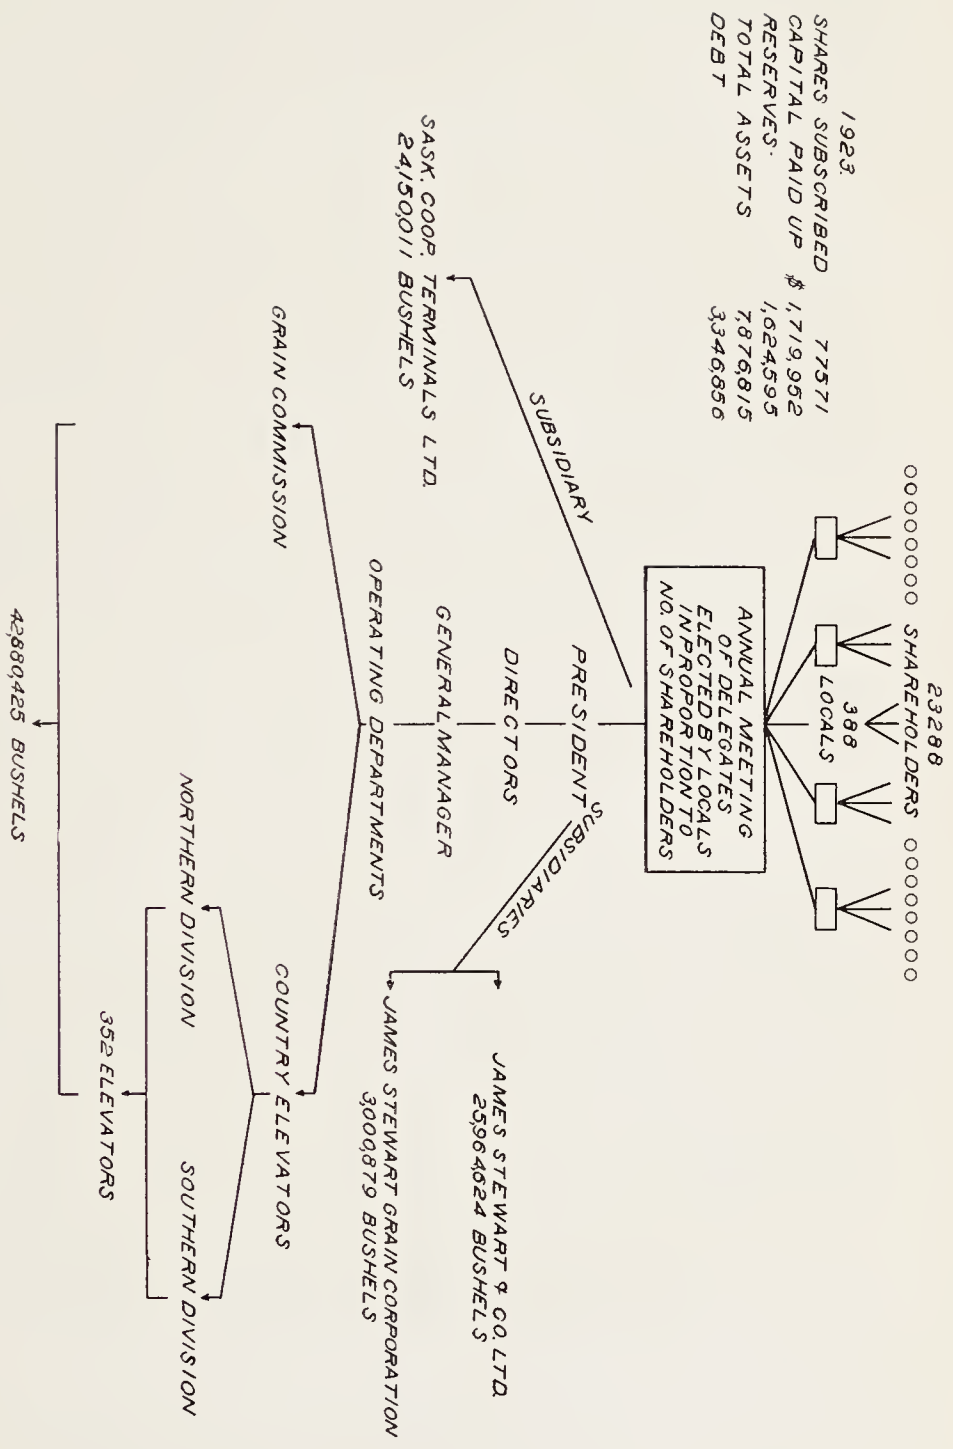 23288
SHAREHOLDERS
388
LOCALS
1923.
SHARES SUBSCRIBED 77571
CAPITAL PAID UP $ 1,719,952
RESERVES. 1,624,595
TOTAL ASSETS 7,876,815
DEBT 3,346,856
ANNUAL MEETING
OF DELEGATES
ELECTED BY LOCALS
IN PROPORTION TO
NO. OF SHAREHOLDERS
SUBSIDIARY
PRESIDENT
SUBSIDIARIES
DIRECTORS
JAMES STEWART & CO. LTD.
25,964,624 BUSHELS
SASK. COOP. TERMINALS LTD.
24,150,011 BUSHELS
GENERAL MANAGER
JAMES STEWART GRAIN CORPORATION
3,000,879 BUSHELS
OPERATING DEPARTMENTS
GRAIN COMMISSION
COUNTRY ELEVATORS
NORTHERN DIVISION
SOUTHERN DIVISION
352 ELEVATORS
42,880,425 BUSHELS